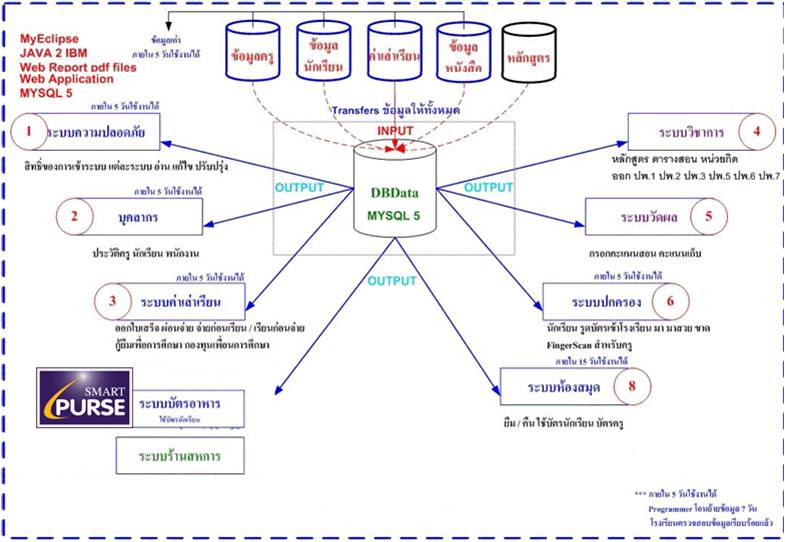 MyEclipse
JAVA 2 IBM
Web Report pdf files
Web Application
MYSQL 5
ข้อมูลเก่า
ภายใน 5 วันใช้งานได้
ข้อมูลครู
ข้อมูล
นักเรียน
ค่าเล่าเรียน
ข้อมูล
หนังสือ
หลักสูตร
Transfers ข้อมูลให้ทั้งหมด
INPUT
DBData
MYSQL 5
OUTPUT
OUTPUT
OUTPUT
ภายใน 5 วันใช้งานได้
1 ระบบความปลอดภัย
สิทธิ์ของการเข้าระบบ แต่ละระบบ อ่าน แก้ไข ปรับปรุง
ภายใน 5 วันใช้งานได้
2 บุคลากร
ประวัติครู นักเรียน พนักงาน
ภายใน 5 วันใช้งานได้
3 ระบบค่าเล่าเรียน
ออกใบเสร็จ ผ่อนจ่าย จ่ายก่อนเรียน / เรียนก่อนจ่าย
กู้ยืมเพื่อการศึกษา กองทุนเพื่อนการศึกษา
SMART
PURSE
ระบบบัตรอาหาร
ใช้บัตรนักเรียน
ระบบร้านสหการ
ระบบวิชาการ 4
หลักสูตร ตารางสอน หน่วยกิต
ออก ปพ.1 ปพ.2 ปพ.3 ปพ.5 ปพ.6 ปพ.7
ระบบวัดผล 5
กรอกคะแนนสอน คะแนนเก็บ
ภายใน 5 วันใช้งานได้
ระบบปกครอง 6
นักเรียน รูดบัตรเข้าโรงเรียน มา มาสวย ขาด
FingerScan สำหรับครู
ภายใน 15 วันใช้งานได้
ระบบห้องสมุด 8
ยืม / คืน ใช้บัตรนักเรียน บัตรครู
*** ภายใน 5 วันใช้งานได้
Programmer โอนย้ายข้อมูล 7 วัน
โรงเรียนตรวจสอบข้อมูลเรียบร้อยแล้ว